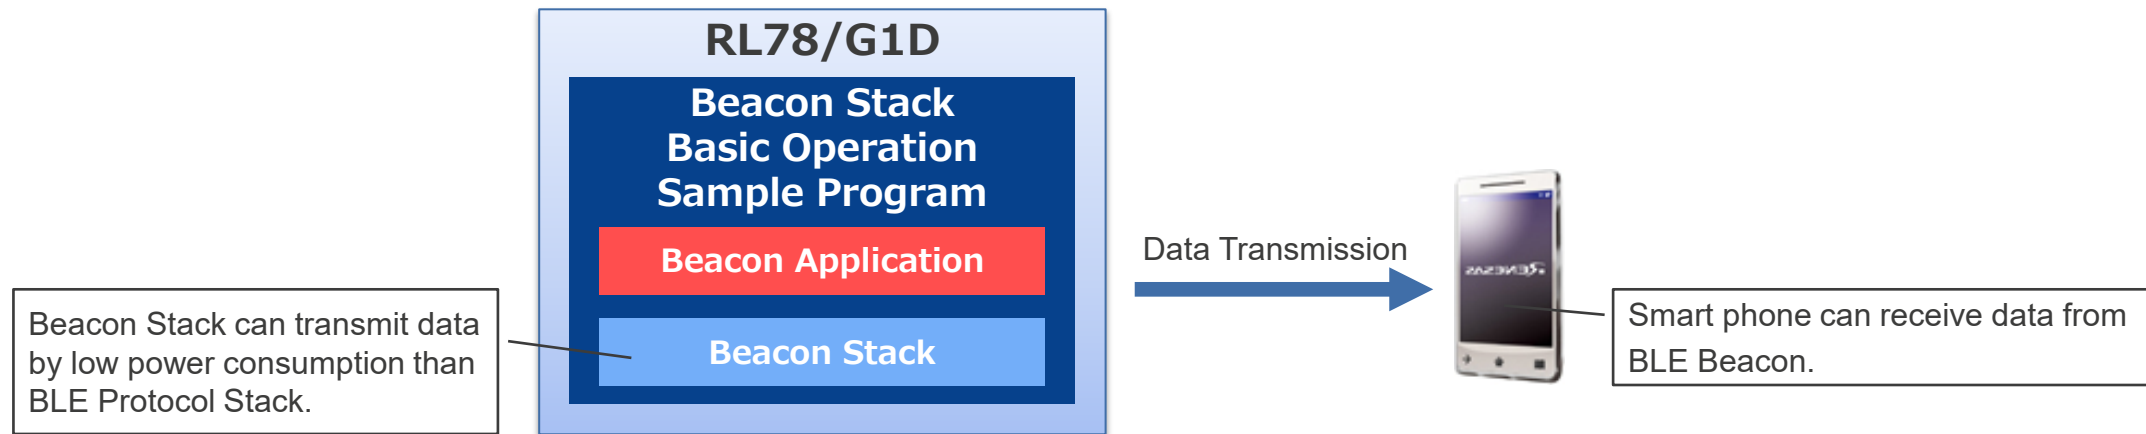 RL78/G1D
Beacon Stack
Basic Operation
Sample Program
Beacon Application
Beacon Stack
Beacon Stack can transmit data
by low power consumption than
BLE Protocol Stack.
Data Transmission
RENESAS
Smart phone can receive data from
BLE Beacon.